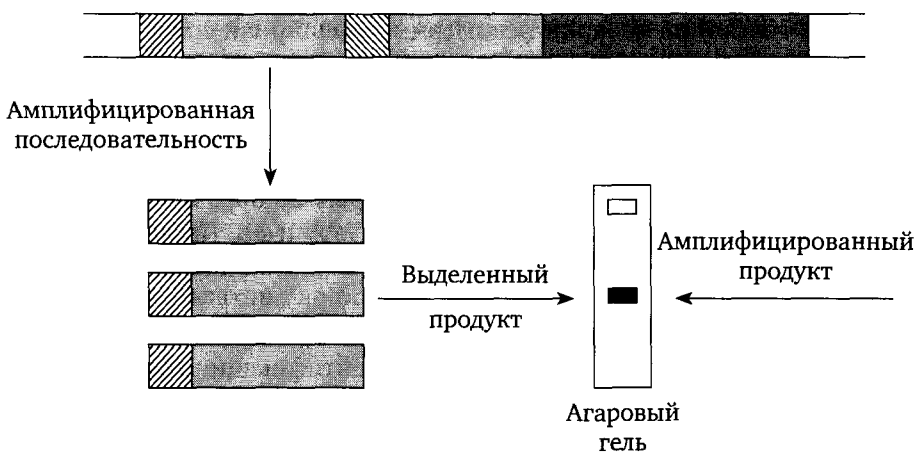 Амплифицированная
последовательность
Выделенный
продукт
Амплифицированный
продукт
Агаровый
гель